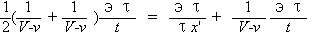 1/2(1/V-v + 1/V-v )э τ/t = э τ/τ x' + 1/V-v э τ/t